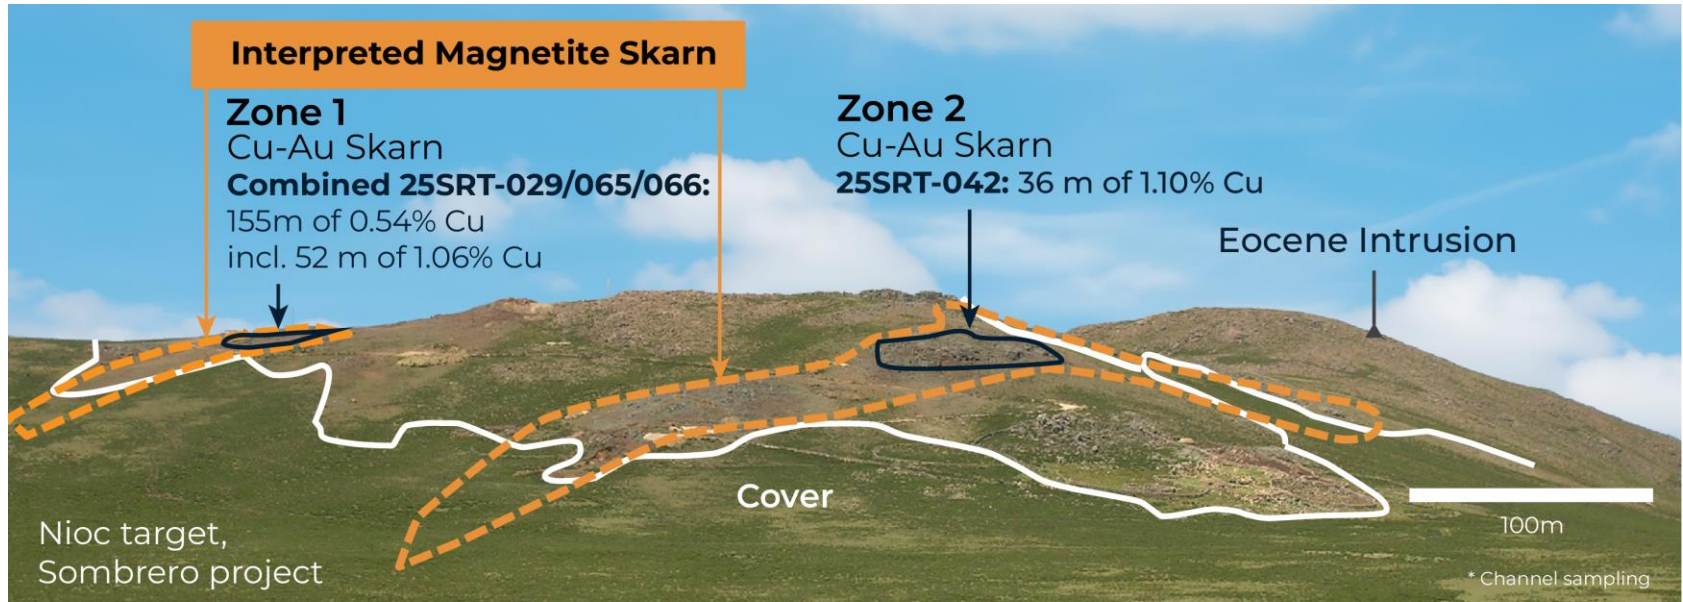 Interpreted Magnetite Skarn
Zone 1
Cu-Au Skarn
Combined 25SRT-029/065/066:
155m of 0.54% Cu
incl. 52 m of 1.06% Cu
Zone 2
Cu-Au Skarn
25SRT-042: 36 m of 1.10% Cu
Eocene Intrusion
Cover
100m
Nioc target,
Sombrero project
* Channel sampling